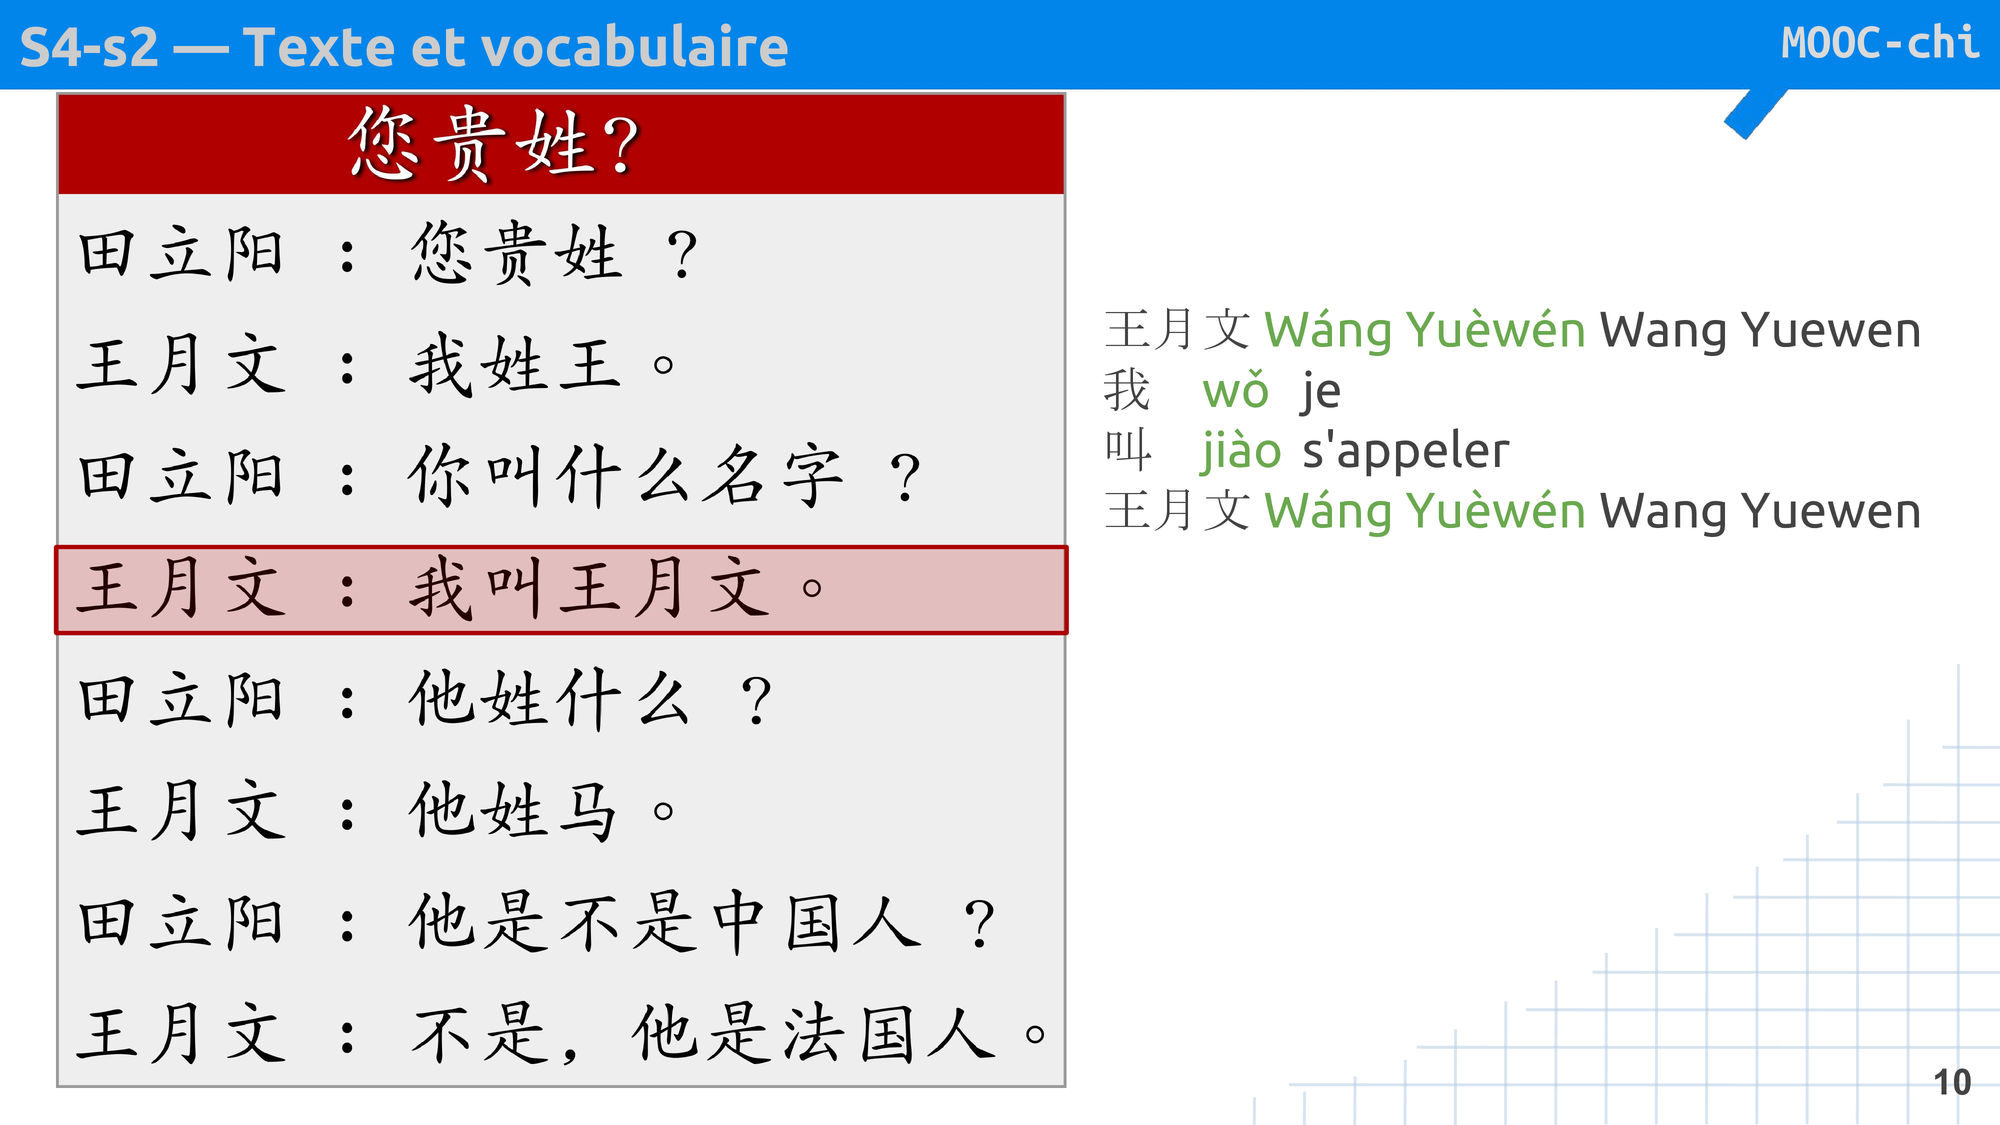 S4-s2 — Texte et vocabulaire
MOOC-chi
您贵姓?
田立阳 : 您贵姓 ?
王月文 : 我姓王。
田立阳 : 你叫什么名字 ?
王月文 : 我叫王月文。
田立阳 : 他姓什么 ?
王月文 : 他姓马。
田立阳 : 他是不是中国人 ?
王月文 : 不是, 他是法国人。
王月文 Wáng Yuèwén Wang Yuewen
我 wǒ je
叫 jiào s'appeler
王月文 Wáng Yuèwén Wang Yuewen
10